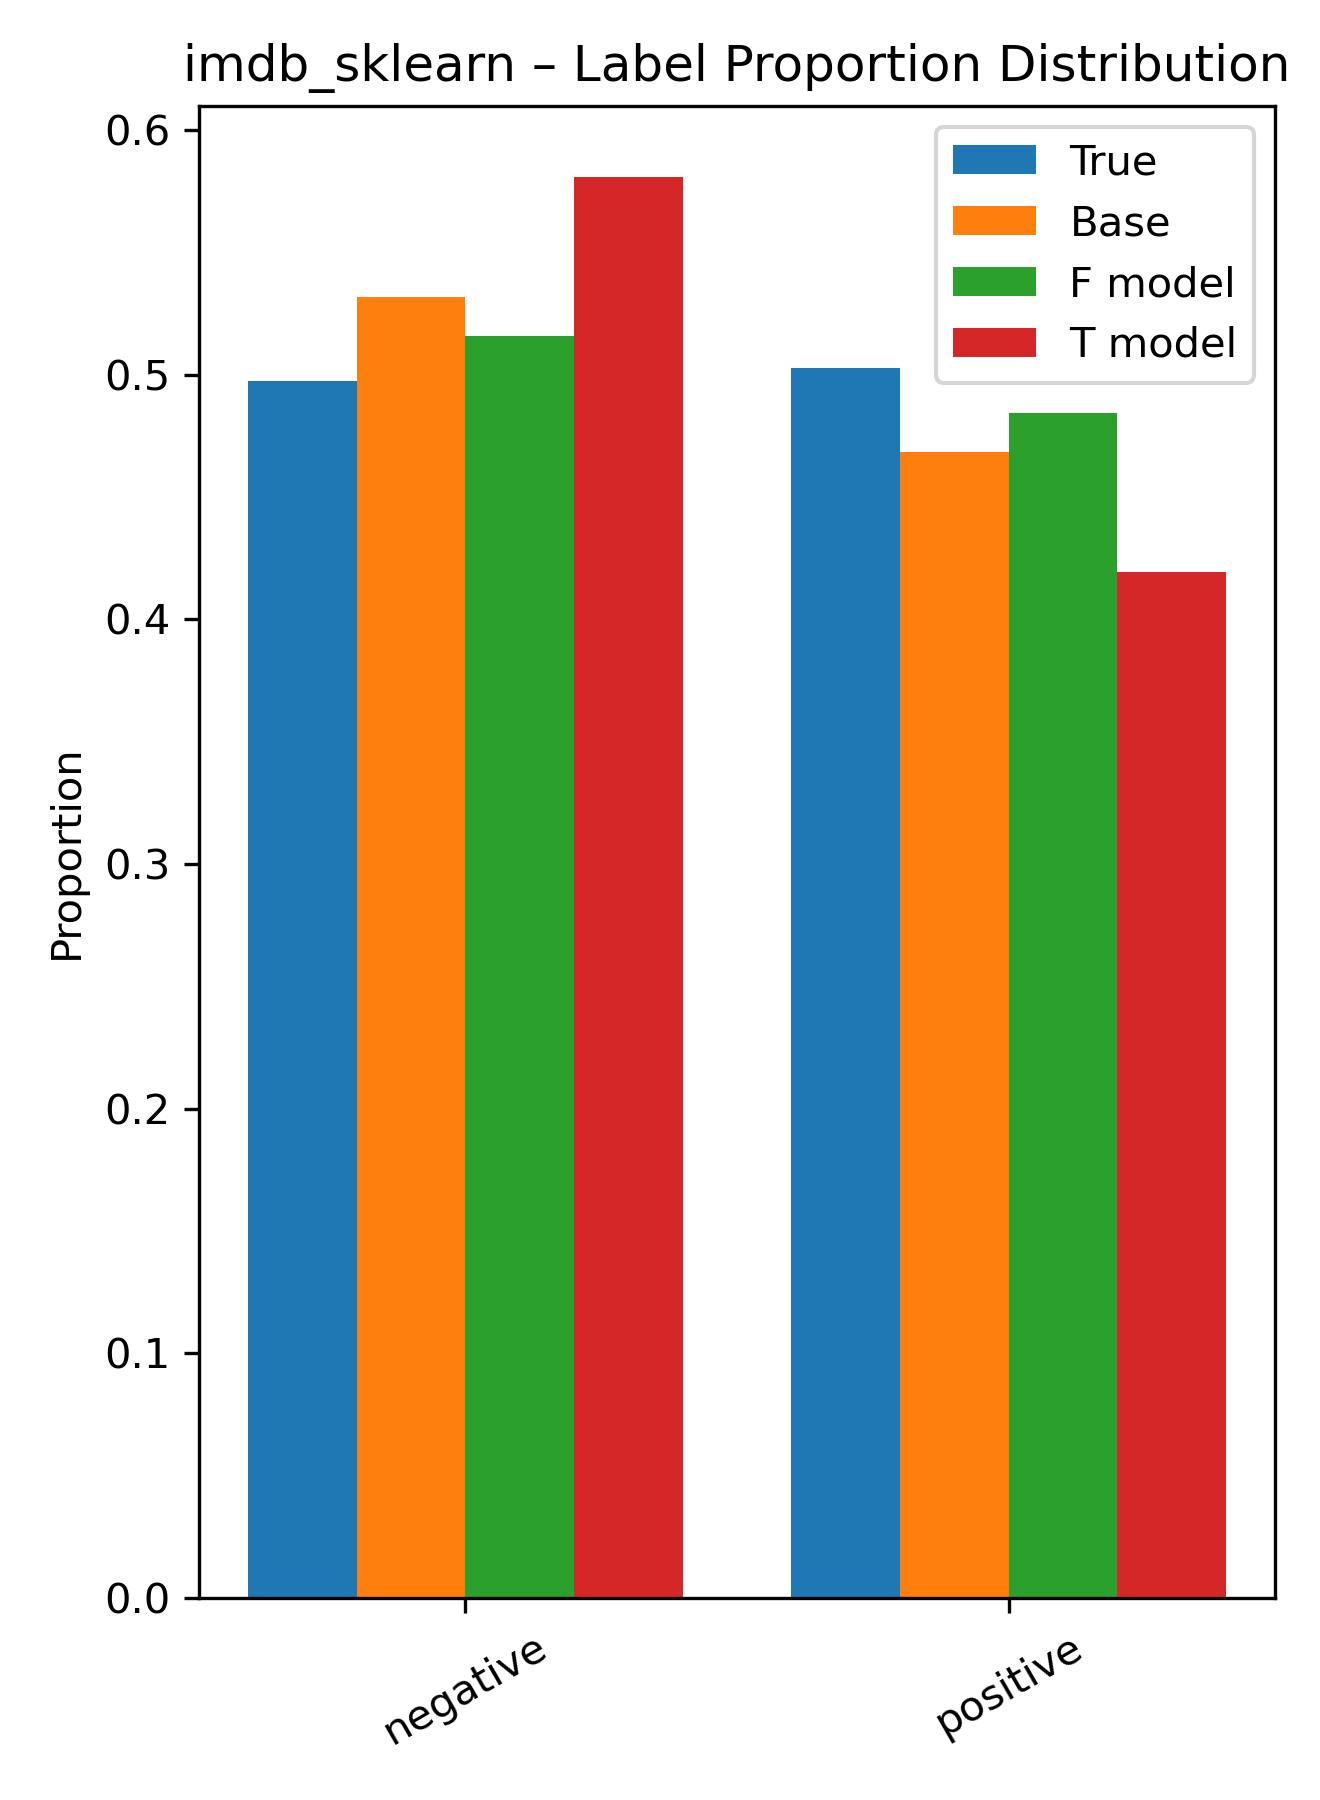 imdb_sklearn – Label Proportion Distribution
0.6
0.5
0.4
0.3
0.2
0.1
0.0
Proportion
True
Base
F model
T model
negative
positive